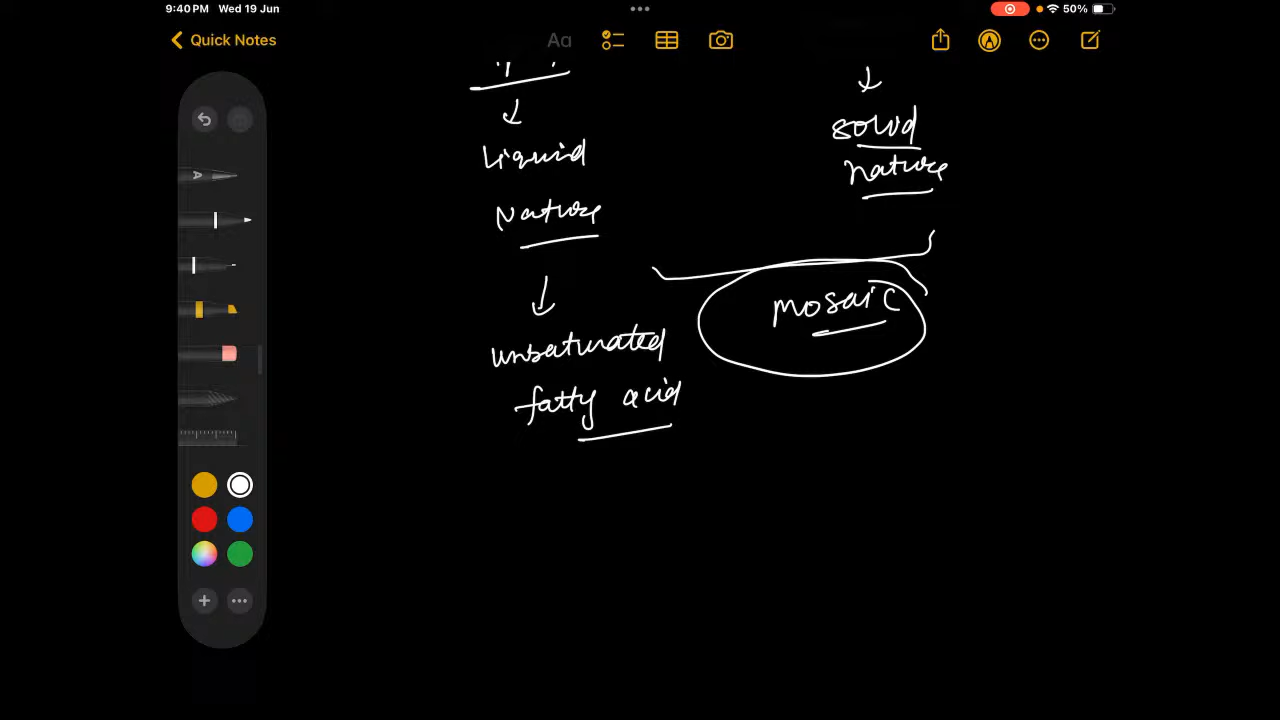 9:40 PM Wed 19 Jun
50%
Quick Notes
Aa
Liquid
Nature
unsaturated
fatty acid
solid
nature
mosaic